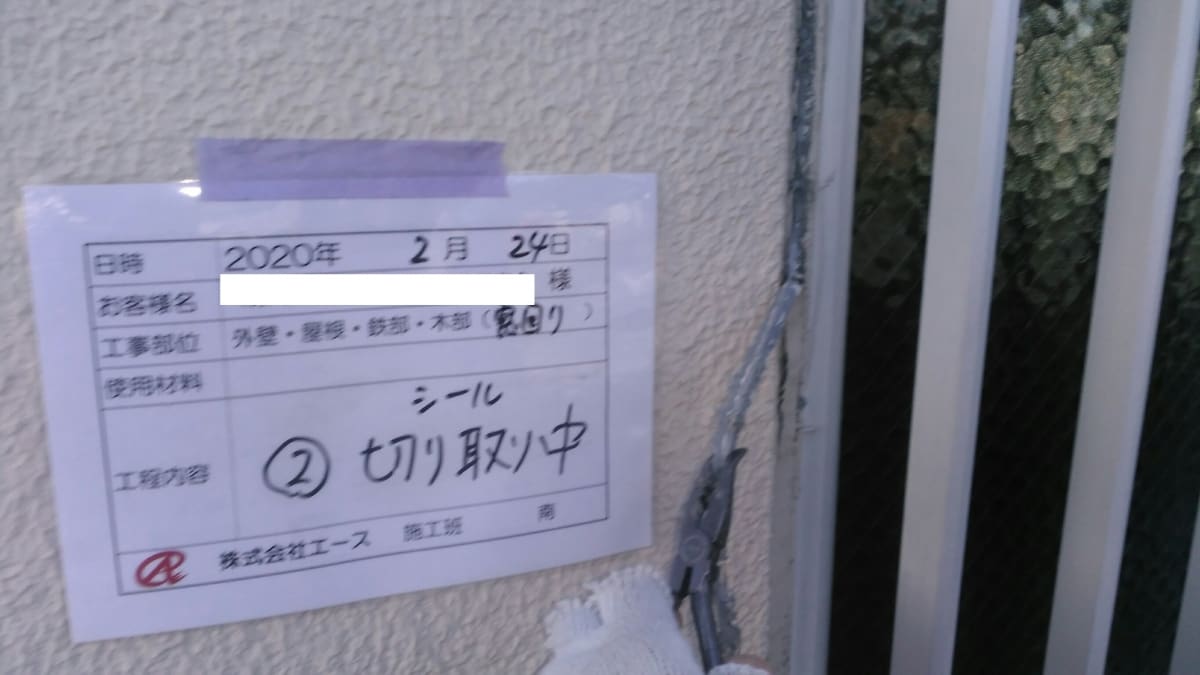 日時 2020年 2月 24日
お客様名 様
工事部位 外壁・屋根・鉄部・木部（窓回り）
使用材料
シール
工程内容 ② 切り取り中
株式会社エース 施工班 南